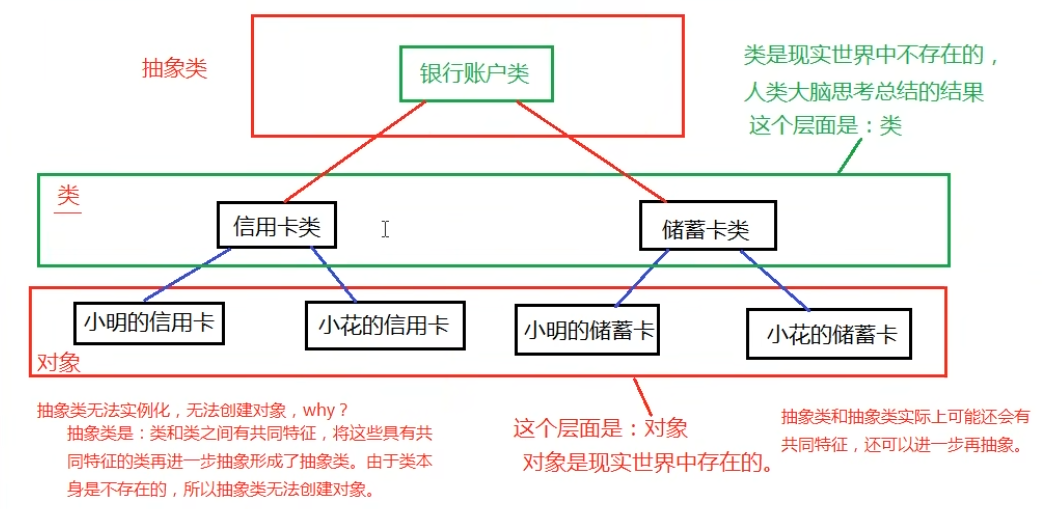 抽象类
银行账户类
类是现实世界中不存在的，
人类大脑思考总结的结果
这个层面是：类
类
信用卡类
储蓄卡类
小明的信用卡
小花的信用卡
小明的储蓄卡
小花的储蓄卡
对象
抽象类无法实例化，无法创建对象，why？
抽象类是：类和类之间有共同特征，将这些具有共
同特征的类再进一步抽象形成了抽象类。由于类本
身是不存在的，所以抽象类无法创建对象。
这个层面是：对象
对象是现实世界中存在的。
抽象类和抽象类实际上可能还会有
共同特征，还可以进一步再抽象。